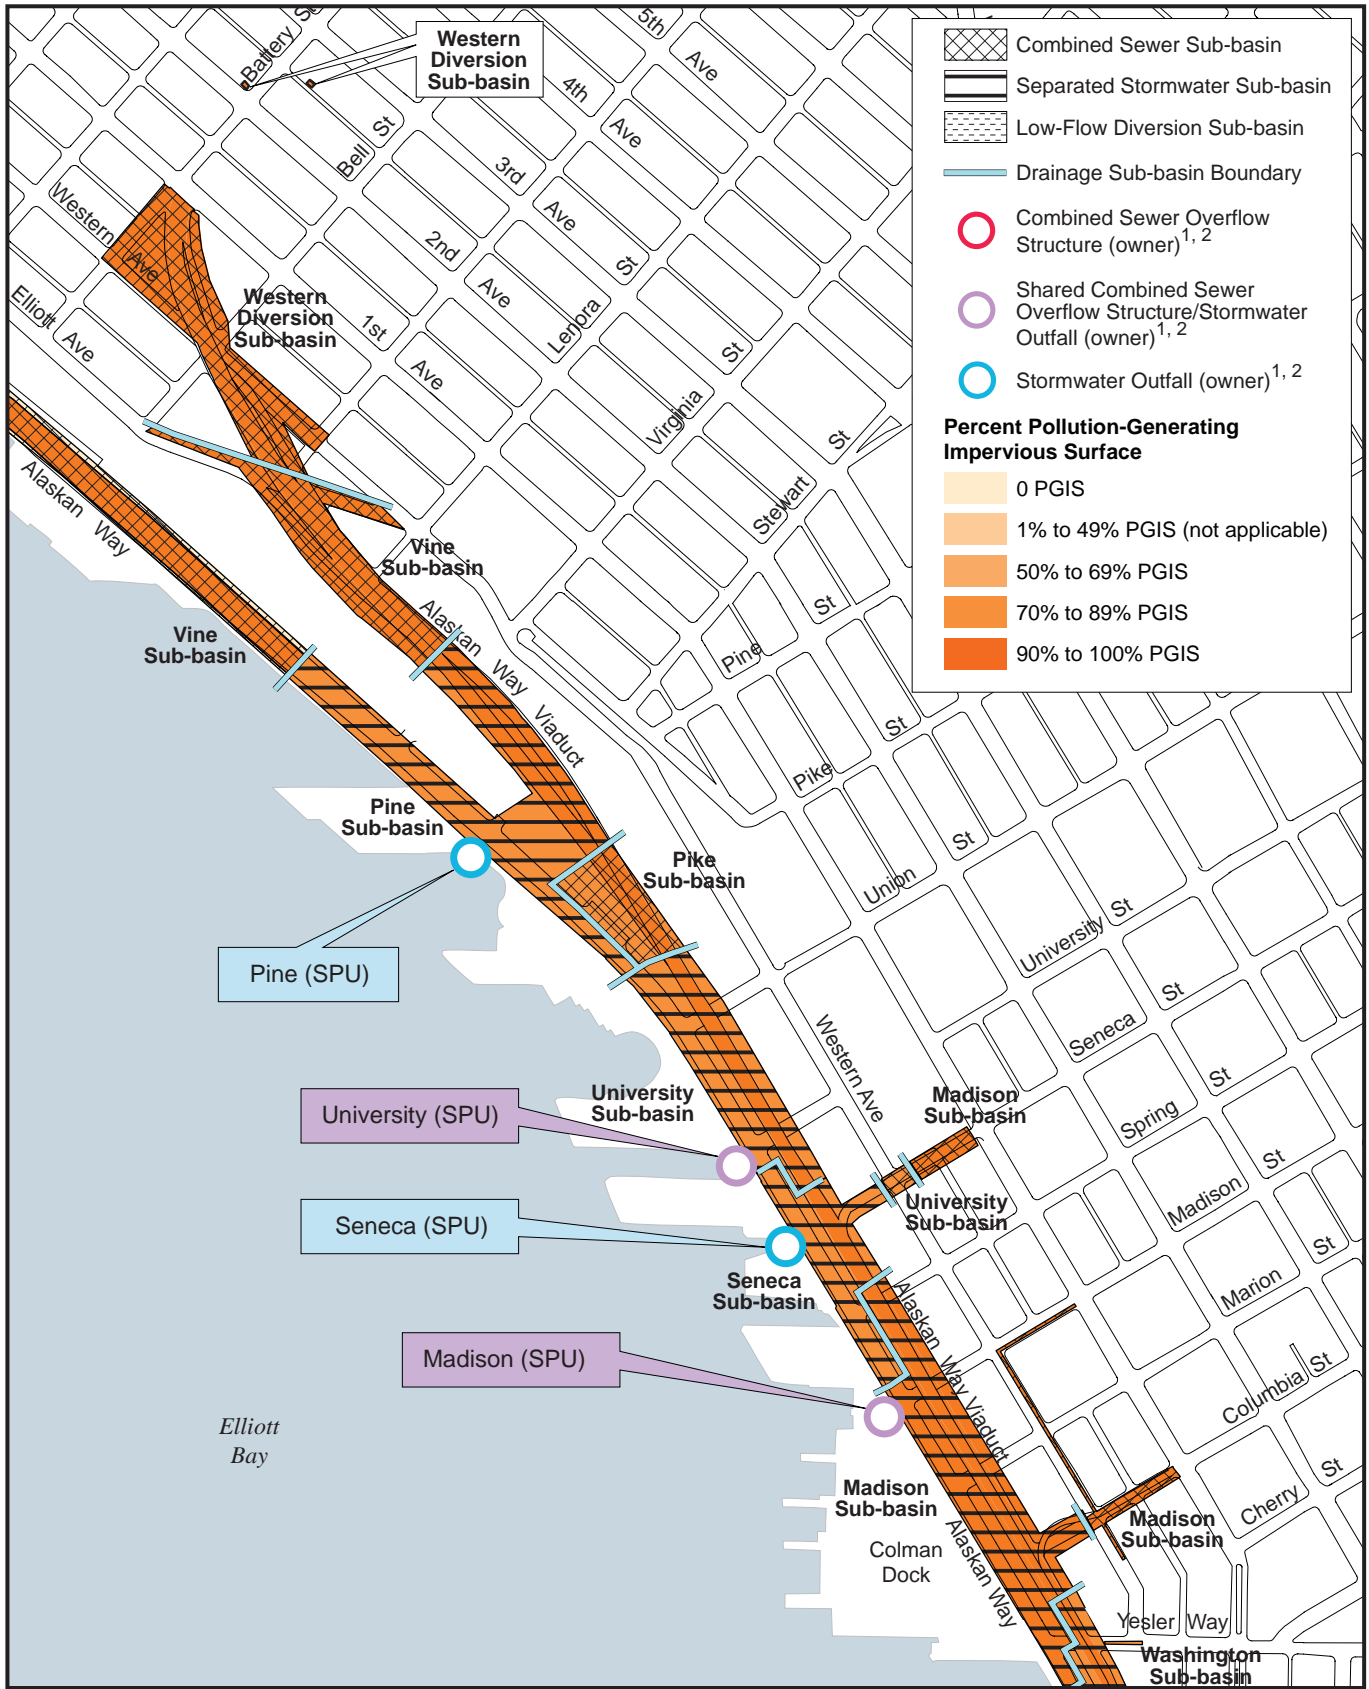 Western
Diversion
Sub-basin
Battery St
Bell St
5th Ave
4th Ave
3rd Ave
2nd Ave
1st Ave
Western Ave
Elliott Ave
Lenora St
Virginia St
Stewart St
Pine St
Pike St
Union St
University St
Seneca St
Spring St
Madison St
Marion St
Columbia St
Cherry St
Yesler Way
Western Ave
Alaskan Way
Alaskan Way Viaduct
Alaskan Way Viaduct
Alaskan Way
Western
Diversion
Sub-basin
Vine
Sub-basin
Vine
Sub-basin
Pine
Sub-basin
Pike
Sub-basin
Pine (SPU)
University
Sub-basin
Madison
Sub-basin
University (SPU)
University
Sub-basin
Seneca (SPU)
Seneca
Sub-basin
Madison (SPU)
Elliott
Bay
Madison
Sub-basin
Colman
Dock
Madison
Sub-basin
Washington
Sub-basin
Combined Sewer Sub-basin
Separated Stormwater Sub-basin
Low-Flow Diversion Sub-basin
Drainage Sub-basin Boundary
Combined Sewer Overflow
Structure (owner)1, 2
Shared Combined Sewer
Overflow Structure/Stormwater
Outfall (owner)1, 2
Stormwater Outfall (owner)1, 2
Percent Pollution-Generating
Impervious Surface
0 PGIS
1% to 49% PGIS (not applicable)
50% to 69% PGIS
70% to 89% PGIS
90% to 100% PGIS